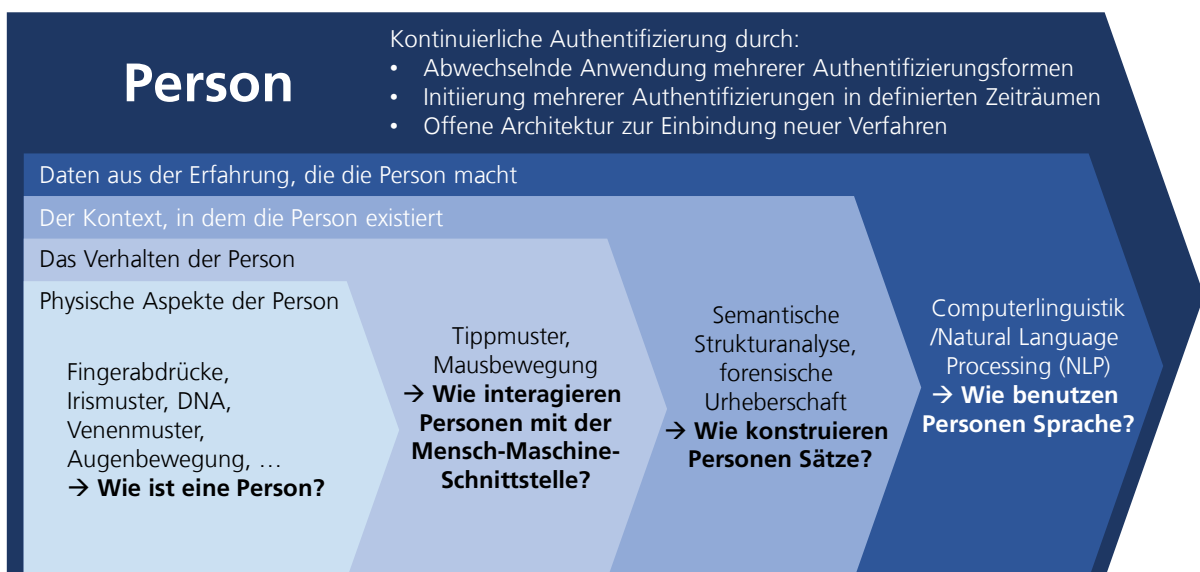 Person
Kontinuierliche Authentifizierung durch:
• Abwechselnde Anwendung mehrerer Authentifizierungsformen
• Initiierung mehrerer Authentifizierungen in definierten Zeiträumen
• Offene Architektur zur Einbindung neuer Verfahren
Daten aus der Erfahrung, die die Person macht
Der Kontext, in dem die Person existiert
Das Verhalten der Person
Physische Aspekte der Person
Fingerabdrücke,
Irismuster, DNA,
Venenmuster,
Augenbewegung, …
→ Wie ist eine Person?
Tippmuster,
Mausbewegung
→ Wie interagieren
Personen mit der
Mensch-Maschine-
Schnittstelle?
Semantische
Strukturanalyse,
forensische
Urheberschaft
→ Wie konstruieren
Personen Sätze?
Computerlinguistik
/Natural Language
Processing (NLP)
→ Wie benutzen
Personen Sprache?